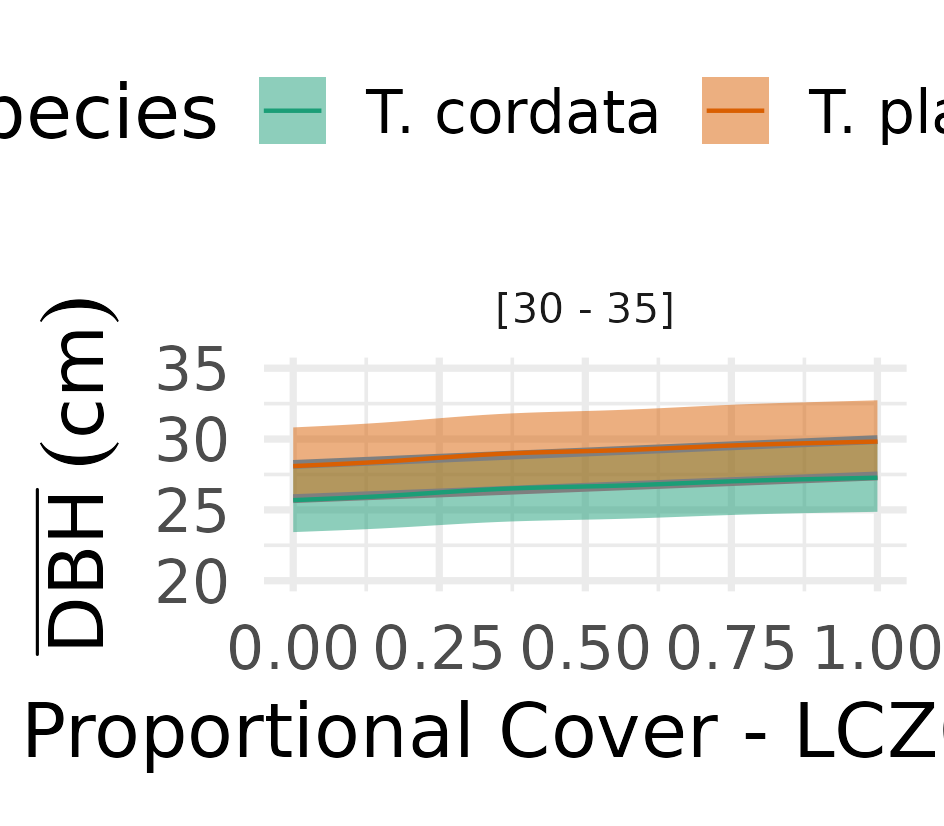 pecies T. cordata T. pla
[30 - 35]
35
30
25
20
DBH (cm)
0.00 0.25 0.50 0.75 1.00
Proportional Cover - LCZ